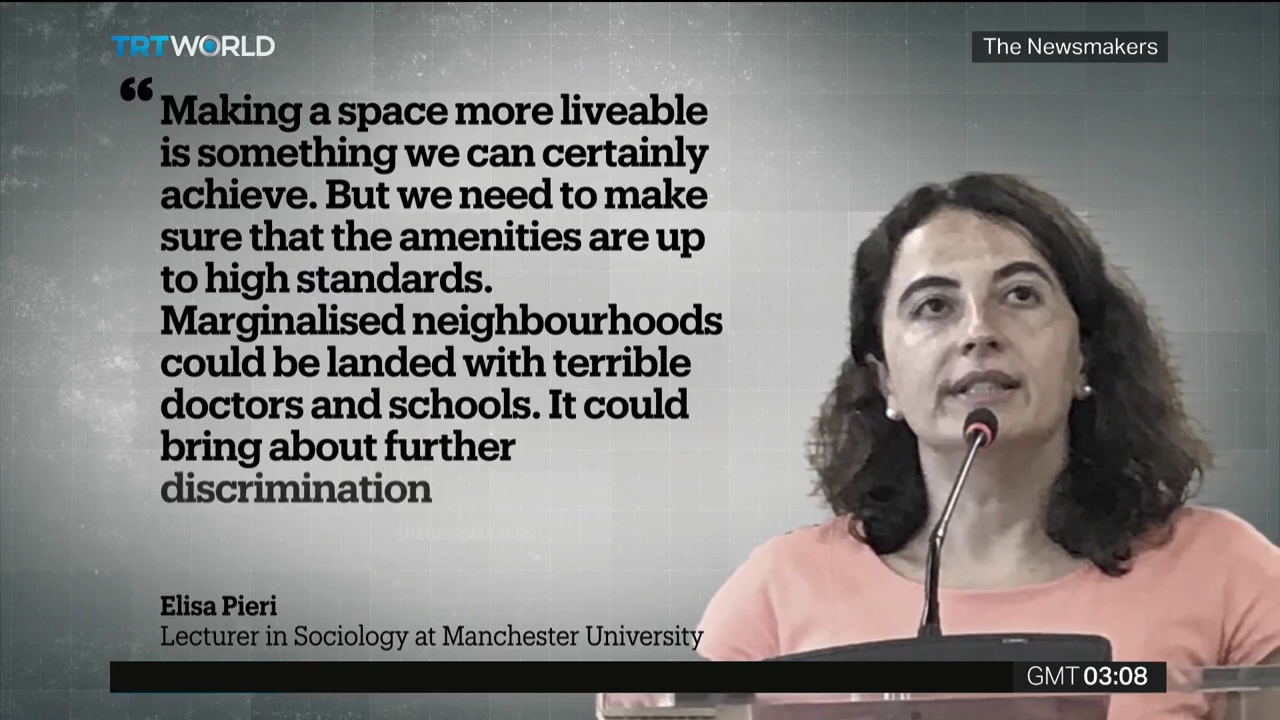 TRTWORLD
The Newsmakers
“
Making a space more liveable
is something we can certainly
achieve. But we need to make
sure that the amenities are up
to high standards.
Marginalised neighbourhoods
could be landed with terrible
doctors and schools. It could
bring about further
discrimination
THENEWSMAKERS
Elisa Pieri
Lecturer in Sociology at Manchester University
GMT 03:08